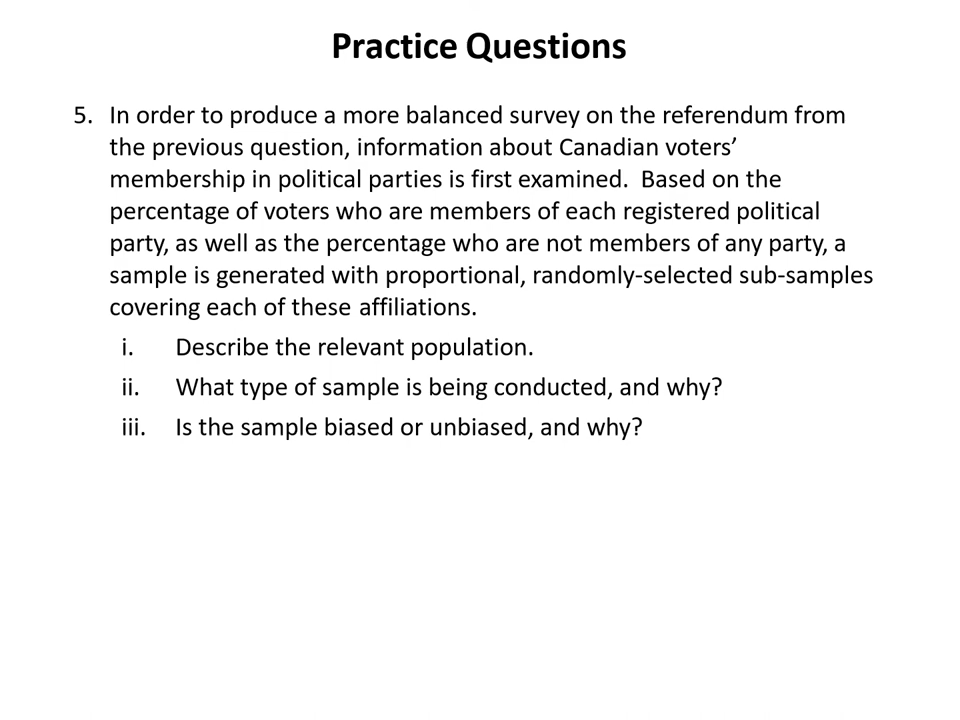 Practice Questions
5. In order to produce a more balanced survey on the referendum from
the previous question, information about Canadian voters’
membership in political parties is first examined.  Based on the
percentage of voters who are members of each registered political
party, as well as the percentage who are not members of any party, a
sample is generated with proportional, randomly-selected sub-samples
covering each of these affiliations.
i. Describe the relevant population.
ii. What type of sample is being conducted, and why?
iii. Is the sample biased or unbiased, and why?